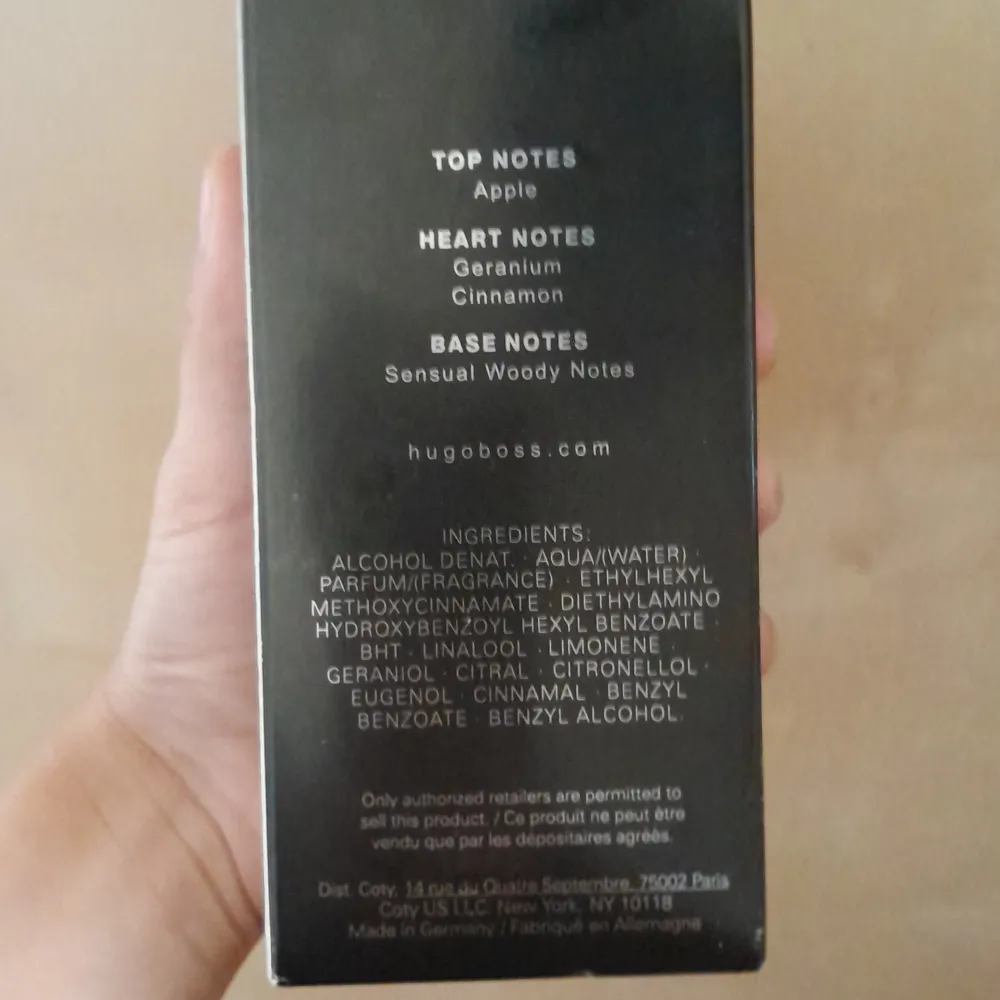 TOP NOTES
Apple
HEART NOTES
Geranium
Cinnamon
BASE NOTES
Sensual Woody Notes
hugoboss.com
INGREDIENTS:
ALCOHOL DENAT. · AQUA/(WATER) ·
PARFUM/(FRAGRANCE) · ETHYLHEXYL
METHOXYCINNAMATE · DIETHYLAMINO
HYDROXYBENZOYL HEXYL BENZOATE ·
BHT · LINALOOL · LIMONENE ·
GERANIOL · CITRAL · CITRONELLOL ·
EUGENOL · CINNAMAL · BENZYL
BENZOATE · BENZYL ALCOHOL.
Only authorized retailers are permitted to
sell this product. / Ce produit ne peut être
vendu que par les dépositaires agréés.
Dist. Coty, 14 rue du Quatre Septembre, 75002 Paris
Coty US LLC. New York, NY 10118
Made in Germany / Fabriqué en Allemagne